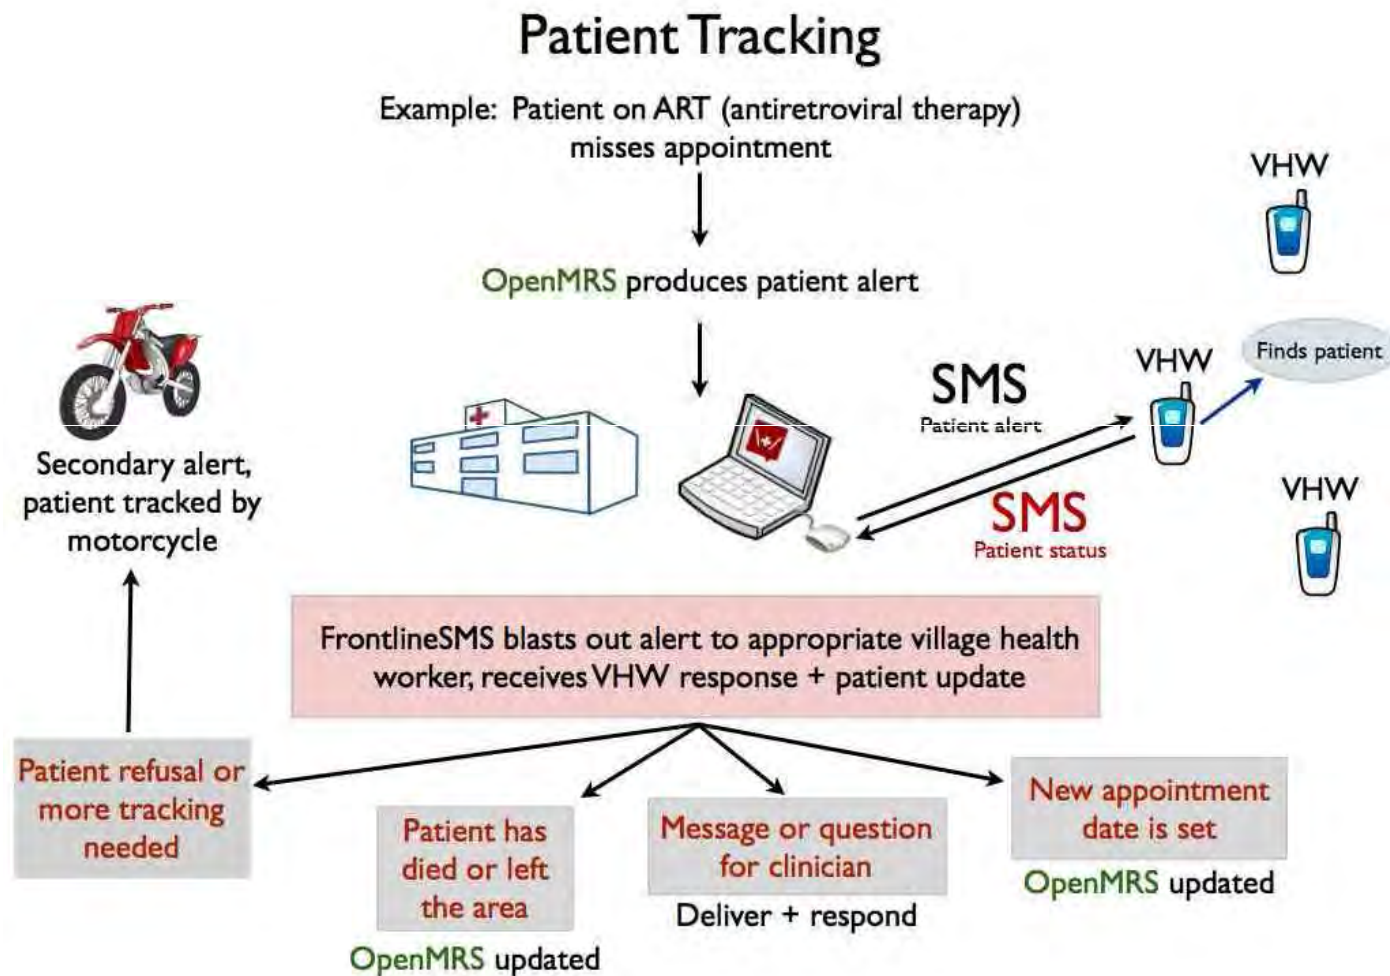 Patient Tracking
Example: Patient on ART (antiretroviral therapy)
misses appointment
VHW
OpenMRS produces patient alert
VHW
Finds patient
SMS
Patient alert
Secondary alert,
patient tracked by
motorcycle
SMS
Patient status
VHW
FrontlineSMS blasts out alert to appropriate village health
worker, receives VHW response + patient update
Patient refusal or
more tracking
needed
Patient has
died or left
the area
OpenMRS updated
Message or question
for clinician
Deliver + respond
New appointment
date is set
OpenMRS updated